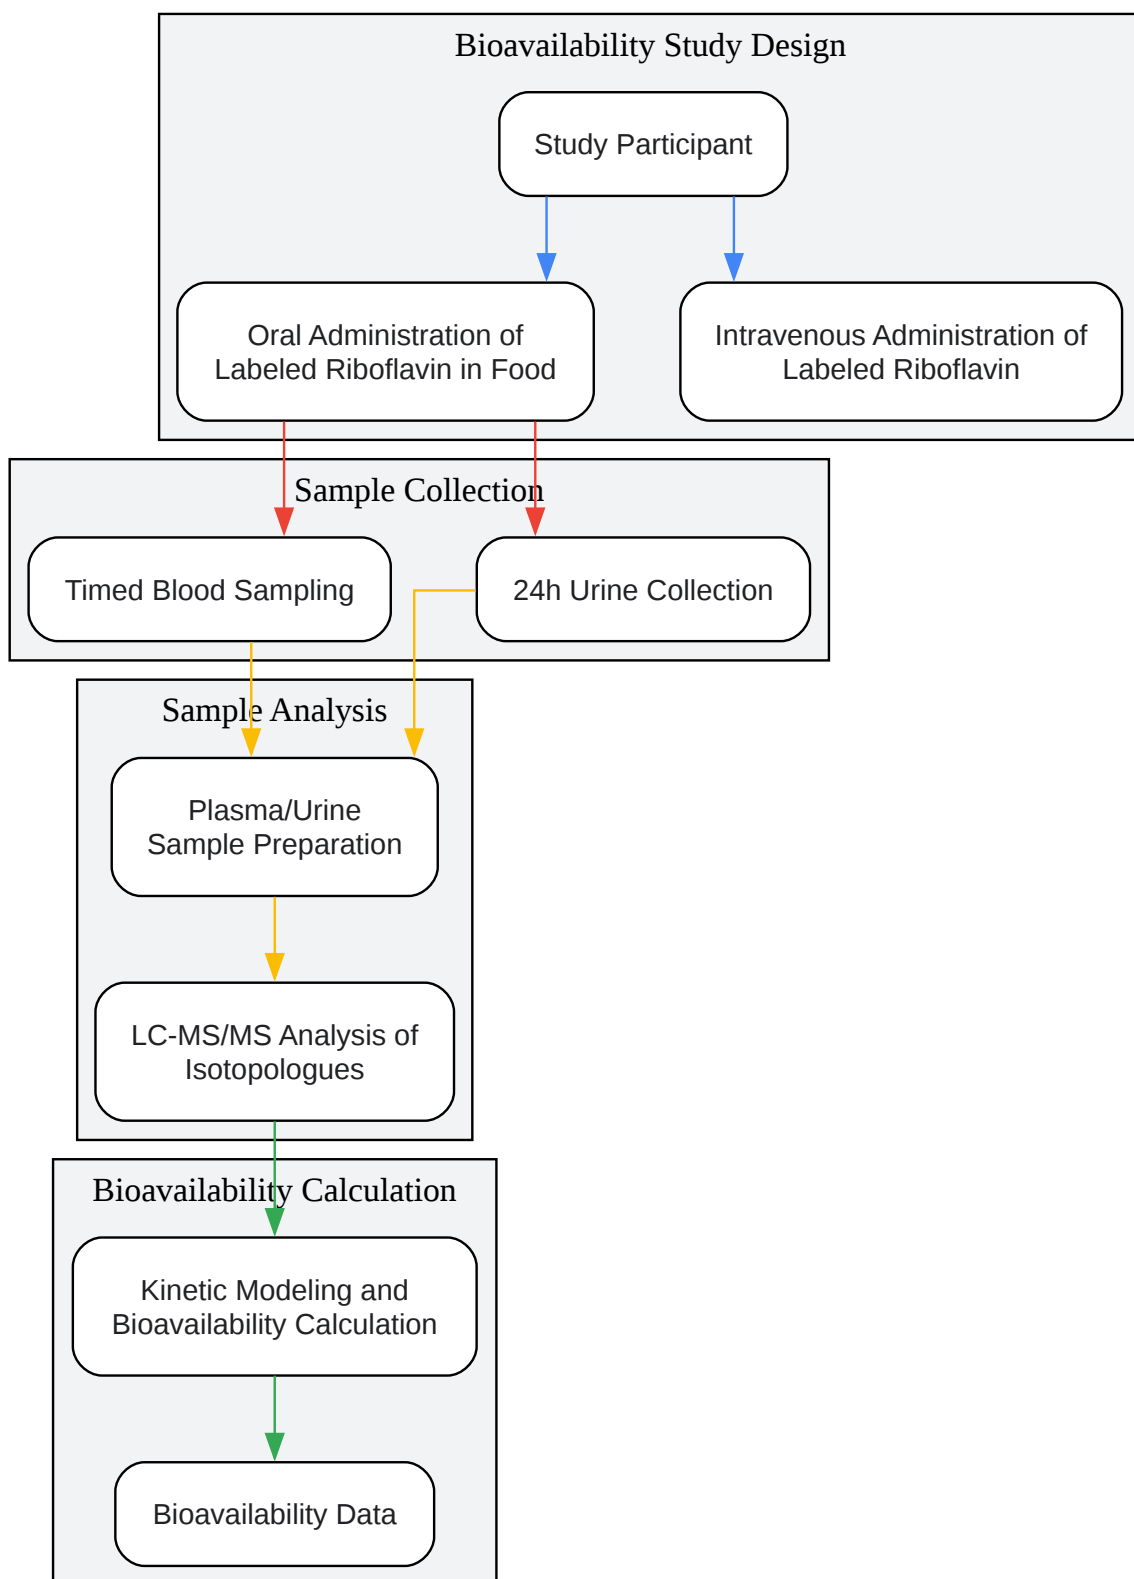 Bioavailability Study Design
Study Participant
Oral Administration of
Labeled Riboflavin in Food
Intravenous Administration of
Labeled Riboflavin
Sample Collection
Timed Blood Sampling
24h Urine Collection
Sample Analysis
Plasma/Urine
Sample Preparation
LC-MS/MS Analysis of
Isotopologues
Bioavailability Calculation
Kinetic Modeling and
Bioavailability Calculation
Bioavailability Data